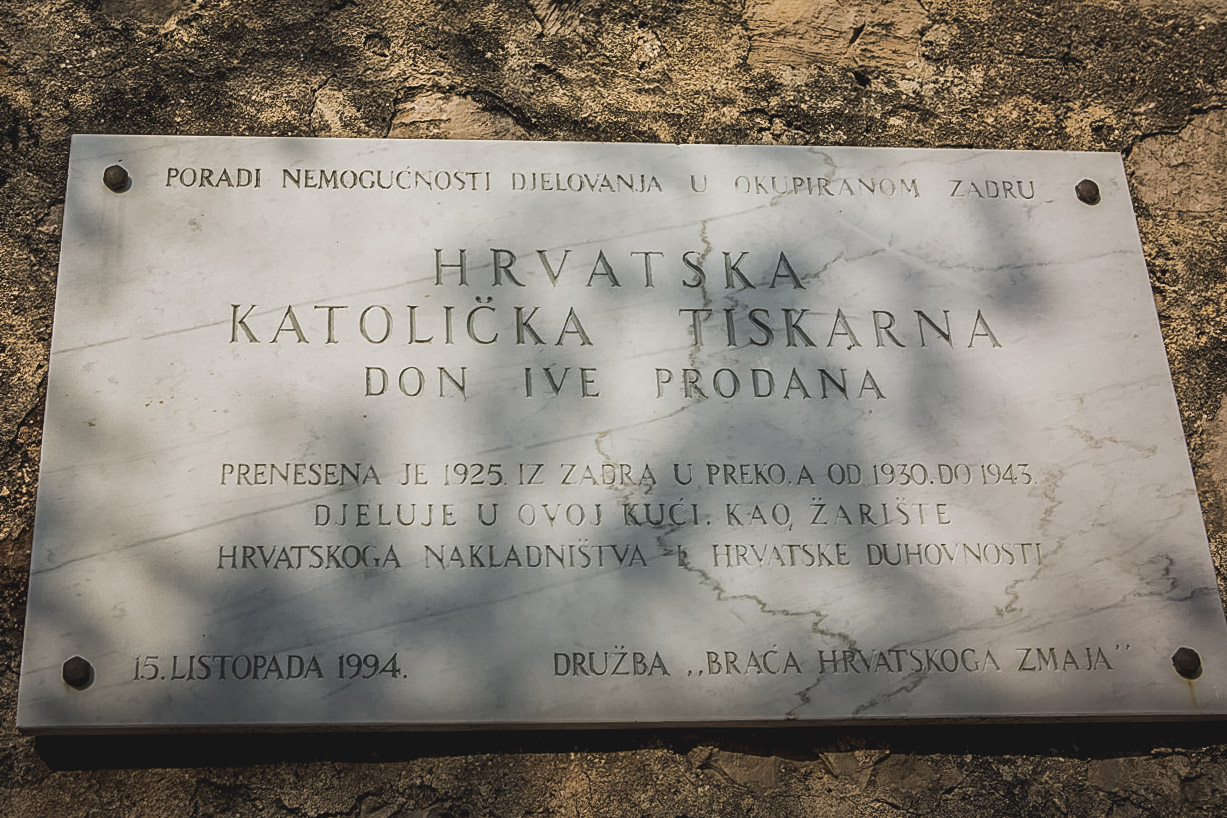 PORADI NEMOGUĆNOSTI DJELOVANJA U OKUPIRANOM ZADRU
HRVATSKA
KATOLIČKA TISKARNA
DON IVE PRODANA
PRENESENA JE 1925. IZ ZADRA U PREKO. A OD 1930. DO 1943.
DJELUJE U OVOJ KUĆI. KAO ŽARIŠTE
HRVATSKOGA NAKLADNIŠTVA I HRVATSKE DUHOVNOSTI
15. LISTOPADA 1994. DRUŽBA ,,BRAĆA HRVATSKOGA ZMAJA''